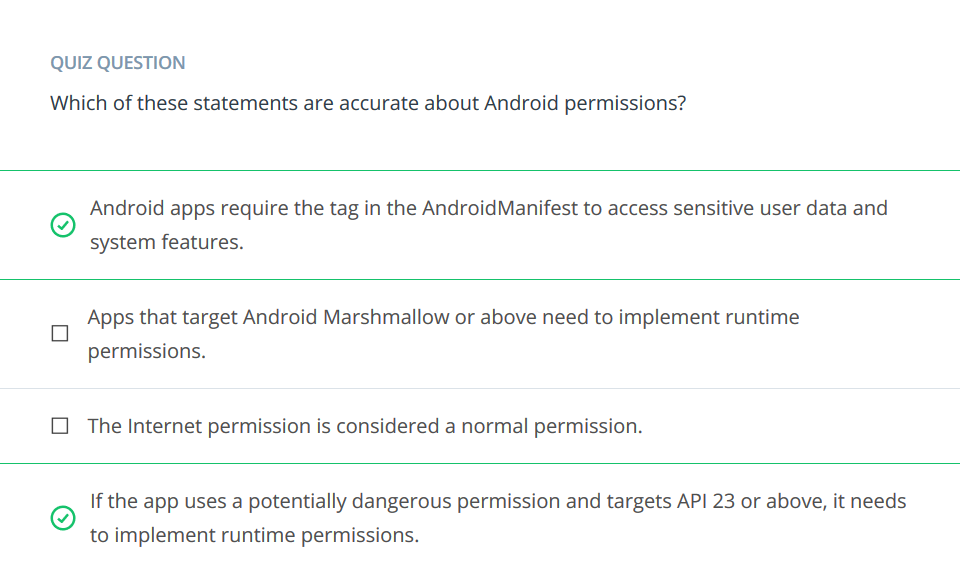 QUIZ QUESTION
Which of these statements are accurate about Android permissions?
Android apps require the tag in the AndroidManifest to access sensitive user data and
system features.
Apps that target Android Marshmallow or above need to implement runtime
permissions.
The Internet permission is considered a normal permission.
If the app uses a potentially dangerous permission and targets API 23 or above, it needs
to implement runtime permissions.